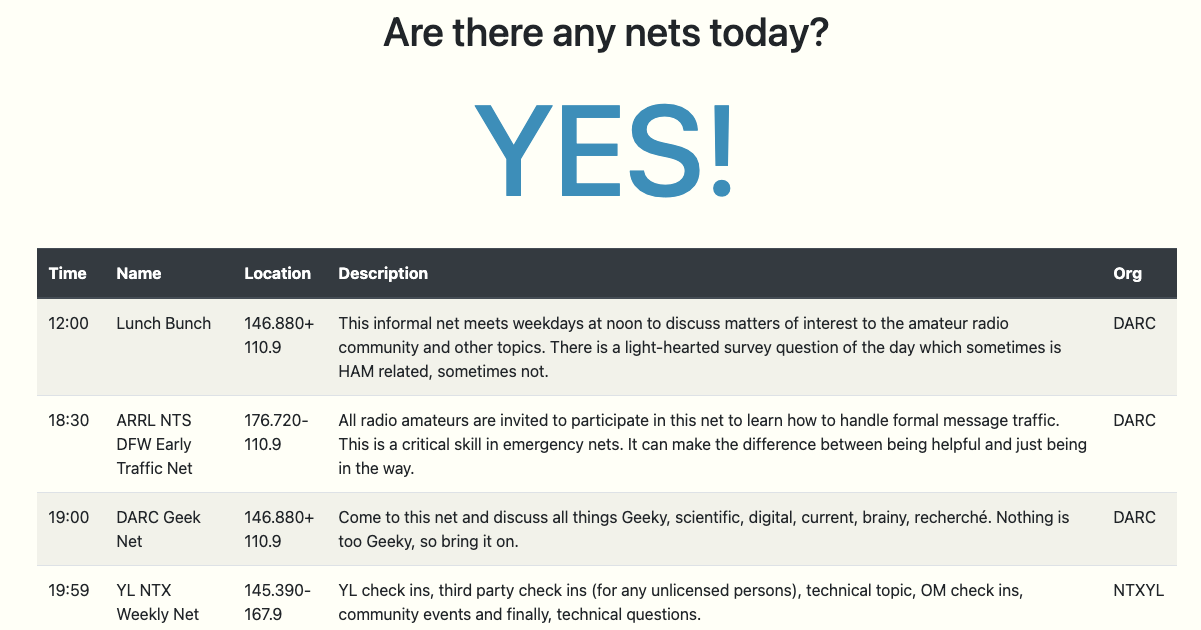 Are there any nets today?
YES!
Time Name Location Description Org
12:00 Lunch Bunch 146.880+ This informal net meets weekdays at noon to discuss matters of interest to the amateur radio DARC
110.9 community and other topics. There is a light-hearted survey question of the day which sometimes is
HAM related, sometimes not.
18:30 ARRL NTS 176.720- All radio amateurs are invited to participate in this net to learn how to handle formal message traffic. DARC
DFW Early 110.9 This is a critical skill in emergency nets. It can make the difference between being helpful and just being
Traffic Net in the way.
19:00 DARC Geek 146.880+ Come to this net and discuss all things Geeky, scientific, digital, current, brainy, recherché. Nothing is DARC
Net 110.9 too Geeky, so bring it on.
19:59 YL NTX 145.390- YL check ins, third party check ins (for any unlicensed persons), technical topic, OM check ins, NTXYL
Weekly Net 167.9 community events and finally, technical questions.